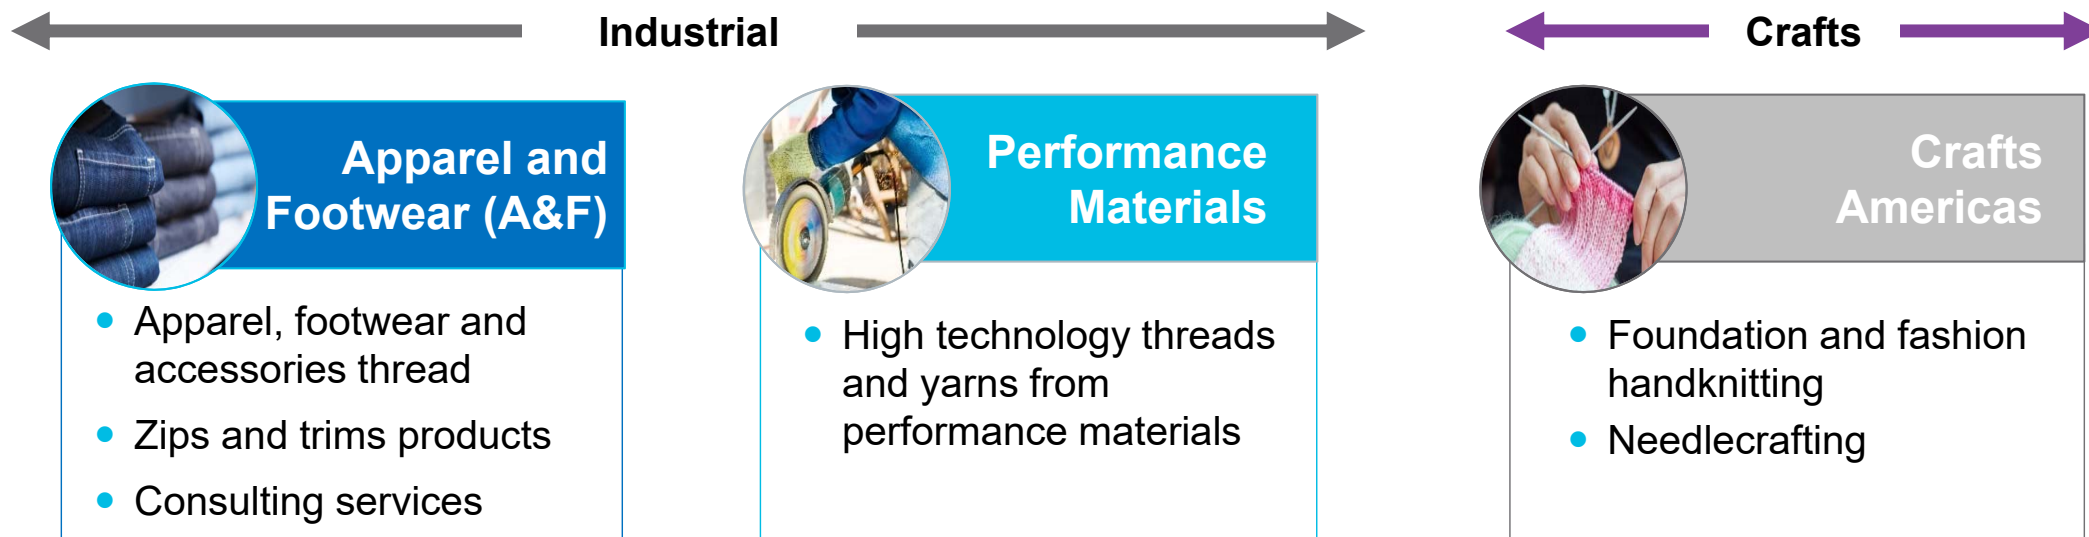 Industrial
Crafts
Apparel and
Footwear (A&F)
Apparel, footwear and
accessories thread
Zips and trims products
Consulting services
Performance
Materials
High technology threads
and yarns from
performance materials
Crafts
Americas
Foundation and fashion
handknitting
Needlecrafting